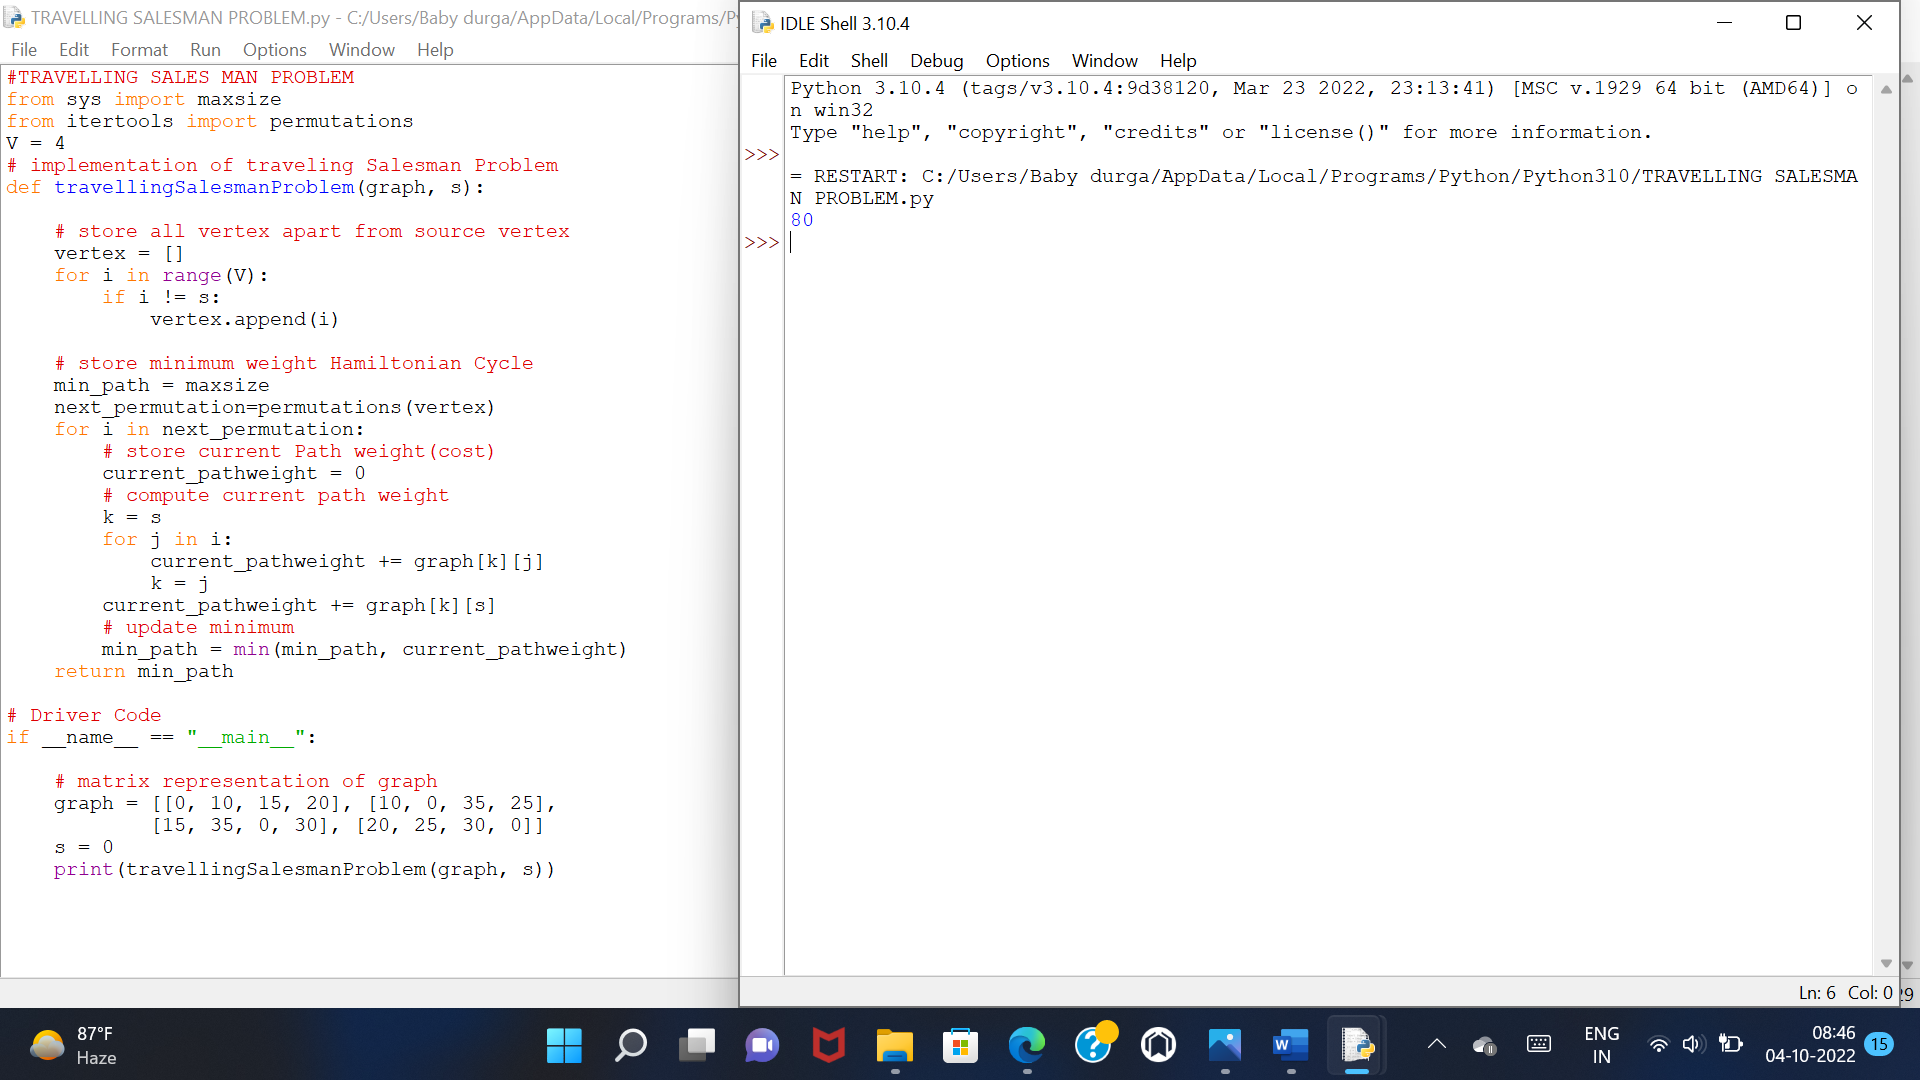 TRAVELLING SALESMAN PROBLEM.py - C:/Users/Baby durga/AppData/Local/Programs/P
File Edit Format Run Options Window Help
#TRAVELLING SALES MAN PROBLEM
from sys import maxsize
from itertools import permutations
V = 4
# implementation of traveling Salesman Problem
def travellingSalesmanProblem(graph, s):
    # store all vertex apart from source vertex
    vertex = []
    for i in range(V):
        if i != s:
            vertex.append(i)
    # store minimum weight Hamiltonian Cycle
    min_path = maxsize
    next_permutation=permutations(vertex)
    for i in next_permutation:
        # store current Path weight(cost)
        current_pathweight = 0
        # compute current path weight
        k = s
        for j in i:
            current_pathweight += graph[k][j]
            k = j
        current_pathweight += graph[k][s]
        # update minimum
        min_path = min(min_path, current_pathweight)
    return min_path
# Driver Code
if __name__ == "__main__":
    # matrix representation of graph
    graph = [[0, 10, 15, 20], [10, 0, 35, 25],
            [15, 35, 0, 30], [20, 25, 30, 0]]
    s = 0
    print(travellingSalesmanProblem(graph, s))
IDLE Shell 3.10.4
File Edit Shell Debug Options Window Help
Python 3.10.4 (tags/v3.10.4:9d38120, Mar 23 2022, 23:13:41) [MSC v.1929 64 bit (AMD64)] o
n win32
Type "help", "copyright", "credits" or "license()" for more information.
>>>
= RESTART: C:/Users/Baby durga/AppData/Local/Programs/Python/Python310/TRAVELLING SALESMA
N PROBLEM.py
80
>>>
Ln: 6 Col: 0
29
87°F
Haze
W
ENG
IN
08:46
04-10-2022
15